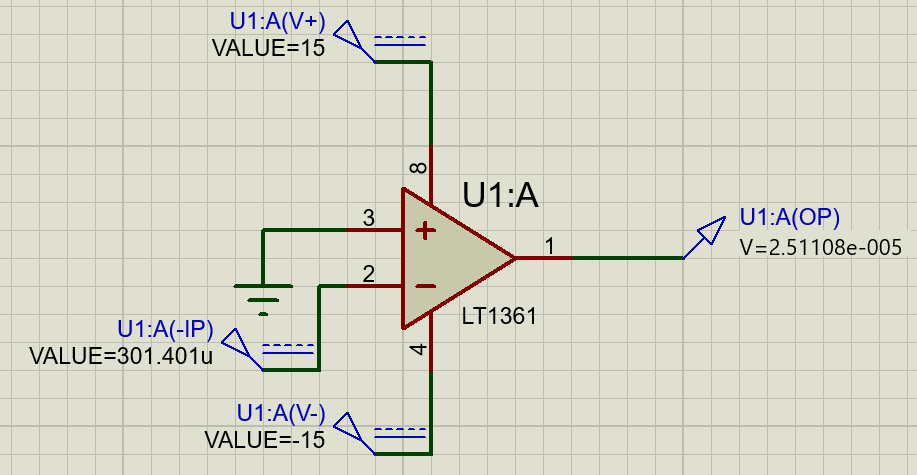 U1:A(V+)
VALUE=15
8
U1:A
3
+
U1:A(OP)
V=2.51108e-005
1
2
−
LT1361
U1:A(-IP)
VALUE=301.401u
4
U1:A(V-)
VALUE=-15